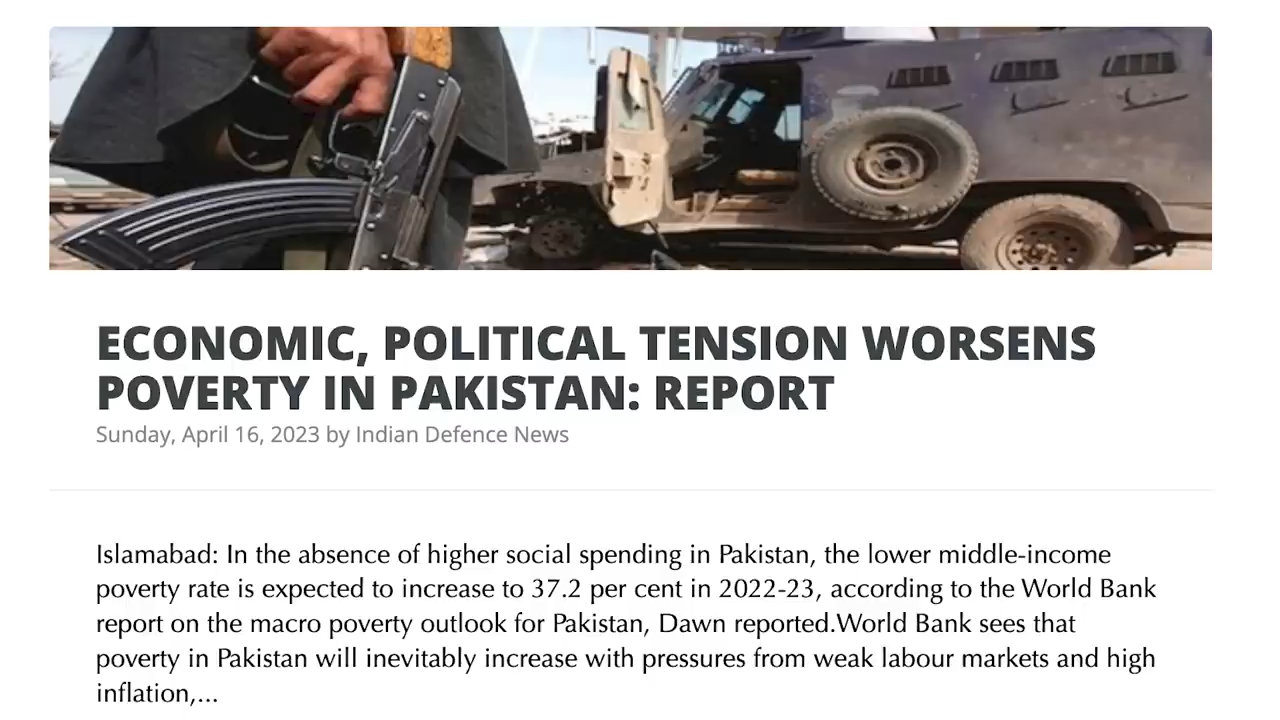 ECONOMIC, POLITICAL TENSION WORSENS
POVERTY IN PAKISTAN: REPORT
Sunday, April 16, 2023 by Indian Defence News
Islamabad: In the absence of higher social spending in Pakistan, the lower middle-income
poverty rate is expected to increase to 37.2 per cent in 2022-23, according to the World Bank
report on the macro poverty outlook for Pakistan, Dawn reported.World Bank sees that
poverty in Pakistan will inevitably increase with pressures from weak labour markets and high
inflation,...